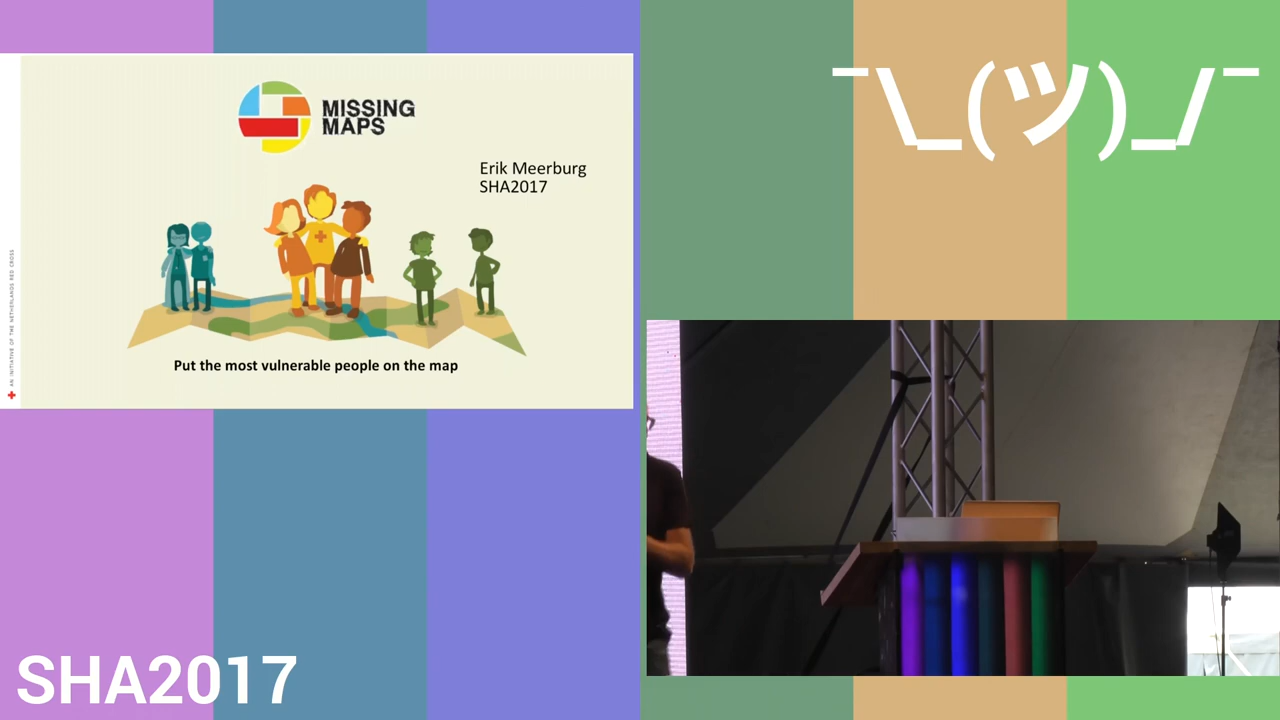 MISSING
MAPS
Erik Meerburg
SHA2017
Put the most vulnerable people on the map
AN INITIATIVE OF THE NETHERLANDS RED CROSS
¯\_(ツ)_/¯
SHA2017